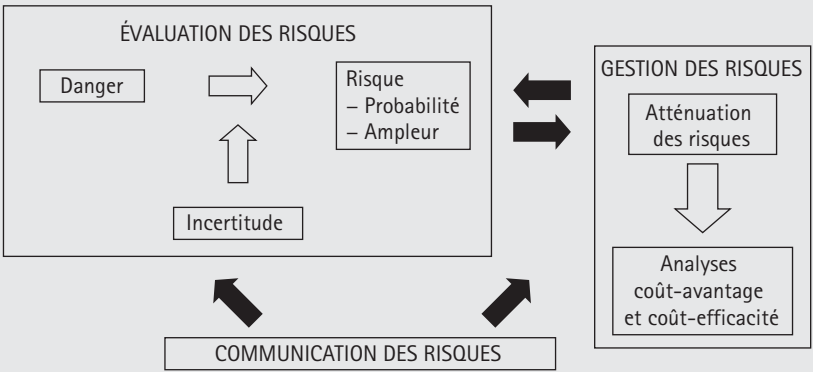 ÉVALUATION DES RISQUES
Danger
Risque
– Probabilité
– Ampleur
Incertitude
GESTION DES RISQUES
Atténuation
des risques
Analyses
coût-avantage
et coût-efficacité
COMMUNICATION DES RISQUES